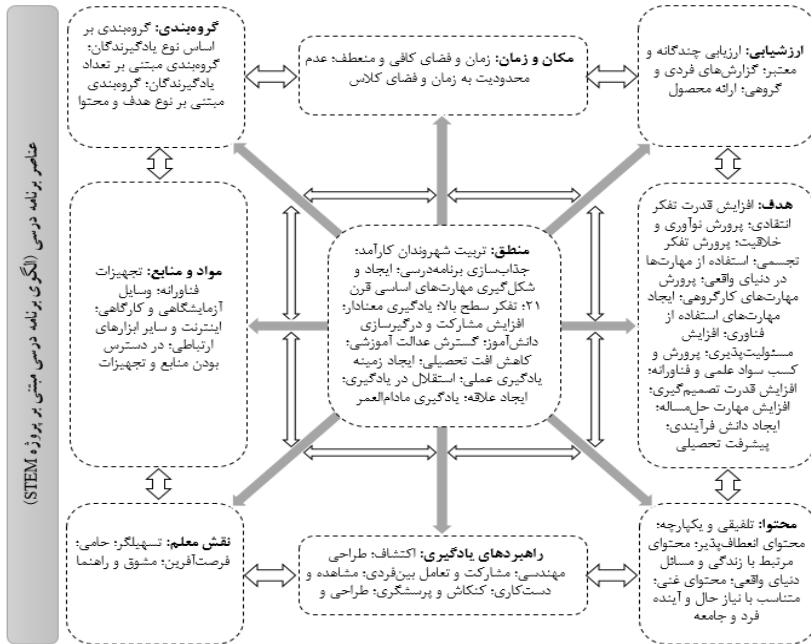 عناصر برنامه درسی (الگوی برنامه درسی مبتنی بر پروژه STEM)
ارزشیابی: ارزیابی چندگانه و
معتبر؛ گزارش‌های فردی و
گروهی؛ ارائه محصول
مکان و زمان: زمان و فضای کافی و منعطف؛ عدم
محدودیت به زمان و فضای کلاس
گروه‌بندی: گروه‌بندی بر
اساس نوع یادگیرندگان؛
گروه‌بندی مبتنی بر تعداد
یادگیرندگان؛ گروه‌بندی
مبتنی بر نوع هدف و محتوا
هدف: افزایش قدرت تفکر
انتقادی؛ پرورش نوآوری و
خلاقیت؛ پرورش تفکر
تجسمی؛ استفاده از مهارت‌ها
در دنیای واقعی؛ پرورش
مهارت‌های کارگروهی؛ ایجاد
مهارت‌های استفاده از
فناوری؛ افزایش
مسئولیت‌پذیری؛ پرورش و
کسب سواد علمی و فناورانه؛
افزایش قدرت تصمیم‌گیری؛
افزایش مهارت حل‌مساله؛
ایجاد دانش فرآیندی؛
پیشرفت تحصیلی
منطق: تربیت شهروندان کارآمد؛
جذاب‌سازی برنامه‌درسی؛ ایجاد و
شکل‌گیری مهارت‌های اساسی قرن
۲۱؛ تفکر سطح بالا؛ یادگیری معنادار؛
افزایش مشارکت و درگیرسازی
دانش‌آموز؛ گسترش عدالت آموزشی؛
کاهش افت تحصیلی؛ ایجاد زمینه
یادگیری عملی؛ استقلال در یادگیری؛
ایجاد علاقه؛ یادگیری مادام‌العمر
مواد و منابع: تجهیزات
فناورانه؛ وسایل
آزمایشگاهی و کارگاهی؛
اینترنت و سایر ابزارهای
ارتباطی؛ در دسترس
بودن منابع و تجهیزات
محتوا: تلفیقی و یکپارچه؛
محتوای انعطاف‌پذیر؛ محتوای
مرتبط با زندگی و مسائل
دنیای واقعی؛ محتوای غنی؛
متناسب با نیاز حال و آینده
فرد و جامعه
راهبردهای یادگیری: اکتشاف؛ طراحی
مهندسی؛ مشارکت و تعامل بین‌فردی؛ مشاهده و
دست‌کاری؛ کنکاش و پرسشگری؛ طراحی و
نقش معلم: تسهیلگر؛ حامی؛
فرصت‌آفرین؛ مشوق و راهنما